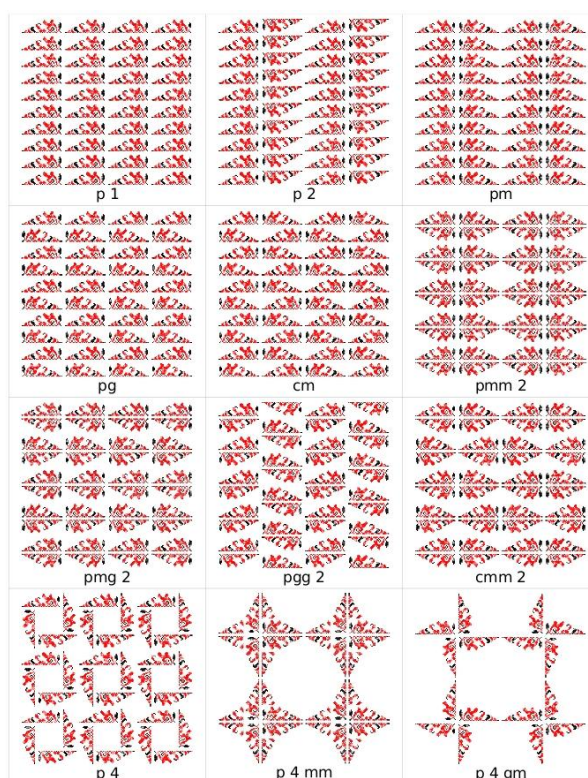 p 1
p 2
pm
pg
cm
pmm 2
pmg 2
pgg 2
cmm 2
p 4
p 4 mm
p 4 gm